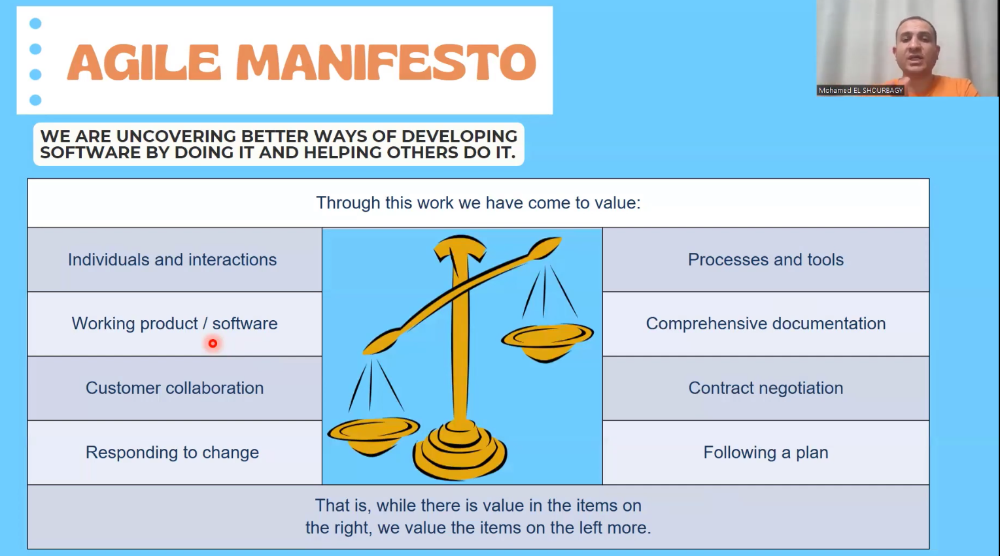 AGILE MANIFESTO
Mohamed EL SHOURBAGY
WE ARE UNCOVERING BETTER WAYS OF DEVELOPING
SOFTWARE BY DOING IT AND HELPING OTHERS DO IT.
Through this work we have come to value:
Individuals and interactions
Processes and tools
Working product / software
Comprehensive documentation
Customer collaboration
Contract negotiation
Responding to change
Following a plan
That is, while there is value in the items on
the right, we value the items on the left more.